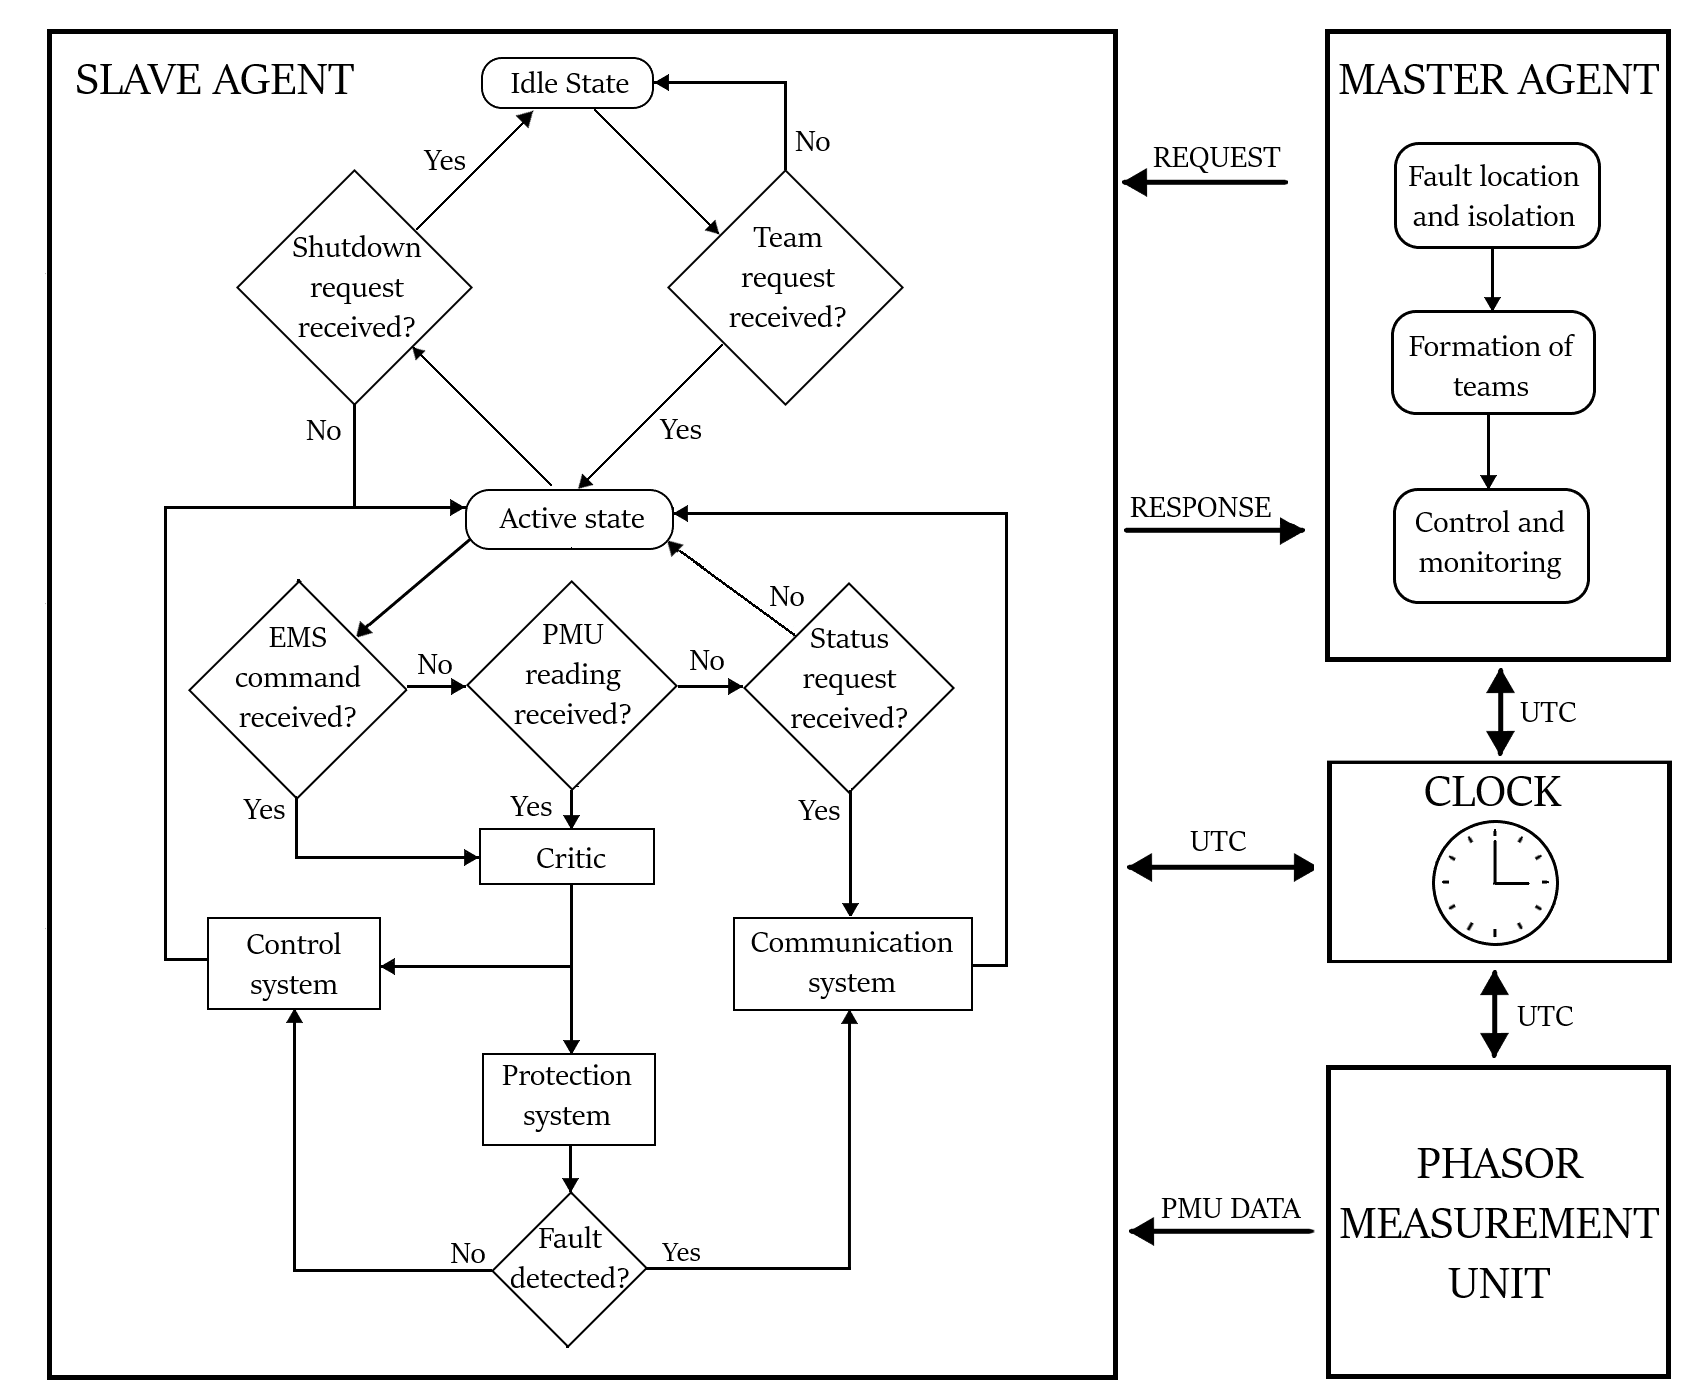 SLAVE AGENT
Idle State
Yes
No
Shutdown
request
received?
Team
request
received?
No
Yes
Active state
No
EMS
command
received?
No
PMU
reading
received?
No
Status
request
received?
Yes
Yes
Yes
Critic
Control
system
Communication
system
Protection
system
No
Fault
detected?
Yes
REQUEST
RESPONSE
UTC
PMU DATA
MASTER AGENT
Fault location
and isolation
Formation of
teams
Control and
monitoring
UTC
CLOCK
UTC
PHASOR
MEASUREMENT
UNIT